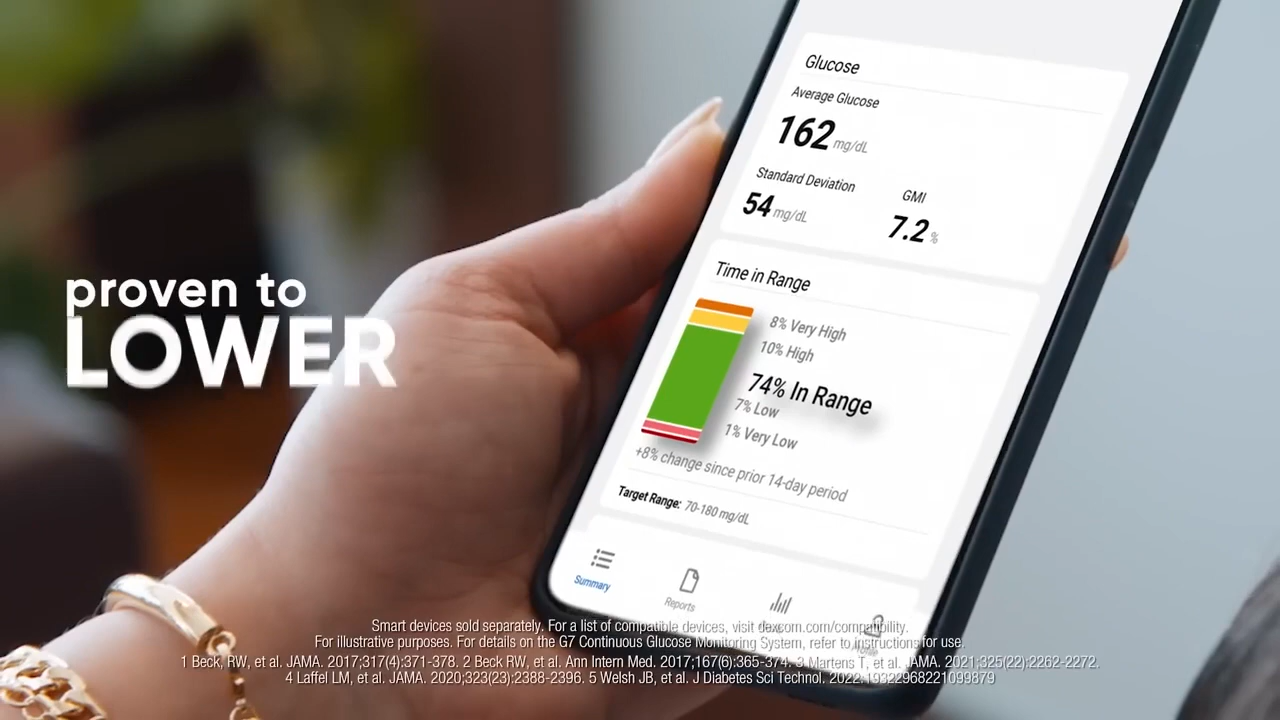 Glucose
Average Glucose
162 mg/dL
Standard Deviation
54 mg/dL
GMI
7.2 %
proven to
LOWER
Time in Range
8% Very High
10% High
74% In Range
7% Low
1% Very Low
+8% change since prior 14-day period
Target Range: 70-180 mg/dL
Summary
Reports
Smart devices sold separately. For a list of compatible devices, visit dexcom.com/compatibility.
For illustrative purposes. For details on the G7 Continuous Glucose Monitoring System, refer to instructions for use.
1 Beck, RW, et al. JAMA. 2017;317(4):371-378. 2 Beck RW, et al. Ann Intern Med. 2017;167(6):365-374. 3 Martens T, et al. JAMA. 2021;325(22):2262-2272.
4 Laffel LM, et al. JAMA. 2020;323(23):2388-2396. 5 Welsh JB, et al. J Diabetes Sci Technol. 2022:19322968221099879